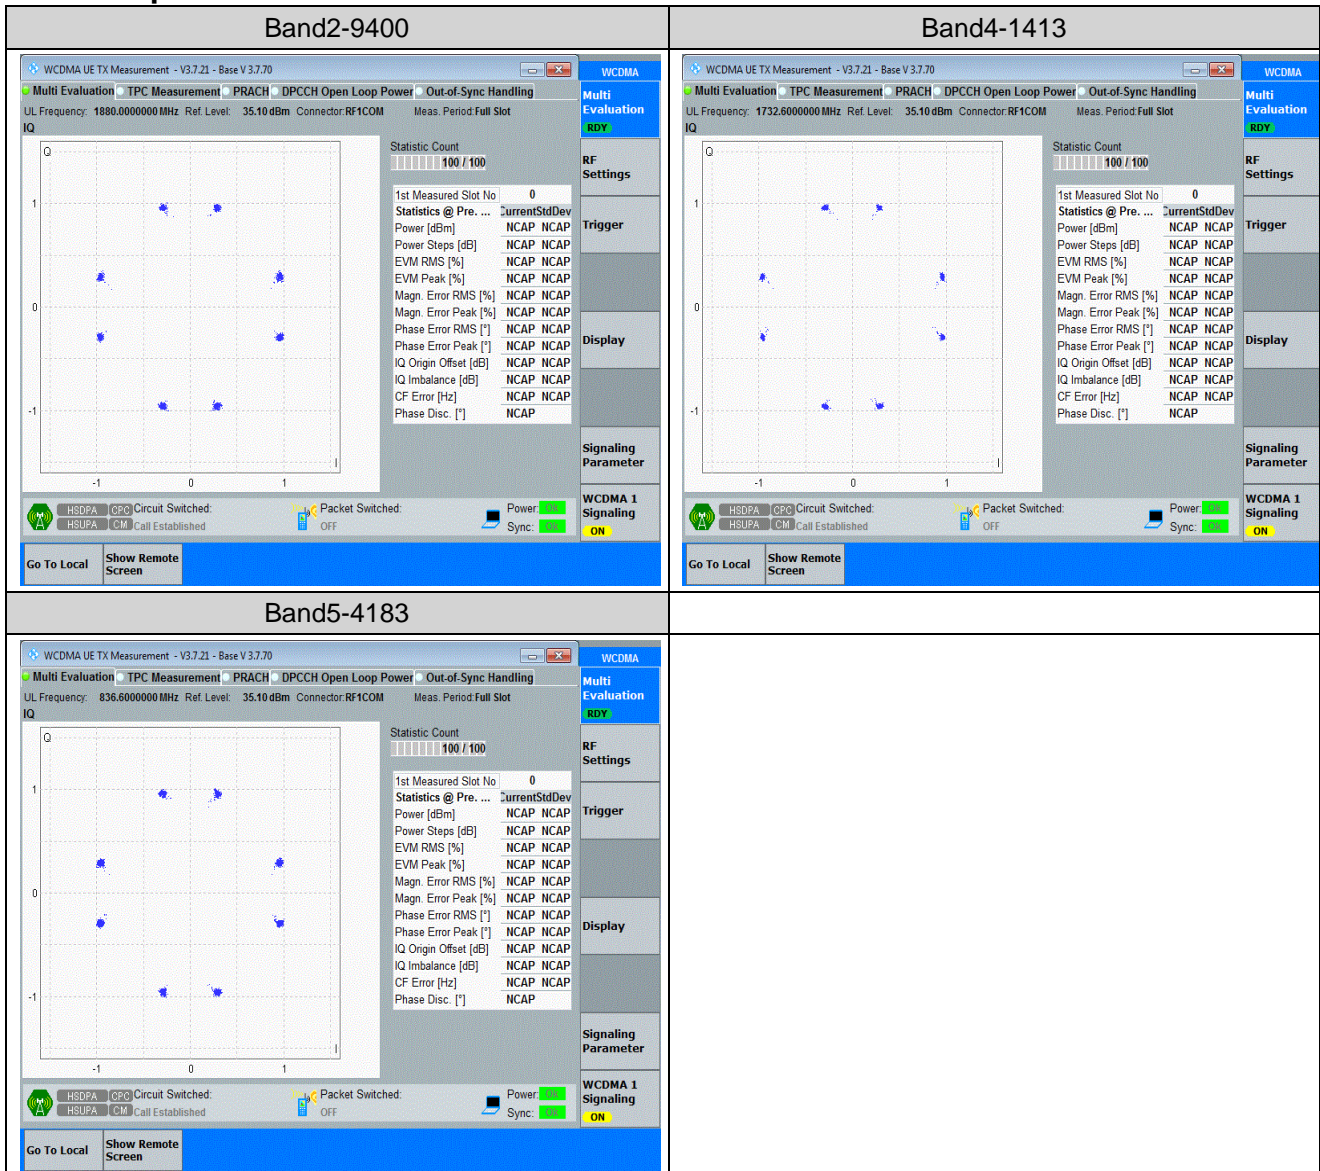 Band2-9400
Band4-1413
WCDMA UE TX Measurement - V3.7.21 - Base V 3.7.70
WCDMA
Multi Evaluation TPC Measurement PRACH DPCCH Open Loop Power Out-of-Sync Handling
UL Frequency: 1880.0000000 MHz Ref. Level: 35.10 dBm Connector: RF1COM Meas. Period: Full Slot
IQ
Multi
Evaluation
RDY
Q
1
0
-1
-1 0 1
I
Statistic Count
100 / 100
1st Measured Slot No 0
Statistics @ Pre. ... Current StdDev
Power [dBm] NCAP NCAP
Power Steps [dB] NCAP NCAP
EVM RMS [%] NCAP NCAP
EVM Peak [%] NCAP NCAP
Magn. Error RMS [%] NCAP NCAP
Magn. Error Peak [%] NCAP NCAP
Phase Error RMS [°] NCAP NCAP
Phase Error Peak [°] NCAP NCAP
IQ Origin Offset [dB] NCAP NCAP
IQ Imbalance [dB] NCAP NCAP
CF Error [Hz] NCAP NCAP
Phase Disc. [°] NCAP
RF
Settings
Trigger
Display
Signaling
Parameter
WCDMA 1
Signaling
ON
HSDPA CPC Circuit Switched: Packet Switched: Power: Ok
HSUPA CM Call Established OFF Sync: Ok
Go To Local Show Remote
Screen
WCDMA UE TX Measurement - V3.7.21 - Base V 3.7.70
WCDMA
Multi Evaluation TPC Measurement PRACH DPCCH Open Loop Power Out-of-Sync Handling
UL Frequency: 1732.6000000 MHz Ref. Level: 35.10 dBm Connector: RF1COM Meas. Period: Full Slot
IQ
Multi
Evaluation
RDY
Q
1
0
-1
-1 0 1
I
Statistic Count
100 / 100
1st Measured Slot No 0
Statistics @ Pre. ... Current StdDev
Power [dBm] NCAP NCAP
Power Steps [dB] NCAP NCAP
EVM RMS [%] NCAP NCAP
EVM Peak [%] NCAP NCAP
Magn. Error RMS [%] NCAP NCAP
Magn. Error Peak [%] NCAP NCAP
Phase Error RMS [°] NCAP NCAP
Phase Error Peak [°] NCAP NCAP
IQ Origin Offset [dB] NCAP NCAP
IQ Imbalance [dB] NCAP NCAP
CF Error [Hz] NCAP NCAP
Phase Disc. [°] NCAP
RF
Settings
Trigger
Display
Signaling
Parameter
WCDMA 1
Signaling
ON
HSDPA CPC Circuit Switched: Packet Switched: Power: Ok
HSUPA CM Call Established OFF Sync: Ok
Go To Local Show Remote
Screen
Band5-4183
WCDMA UE TX Measurement - V3.7.21 - Base V 3.7.70
WCDMA
Multi Evaluation TPC Measurement PRACH DPCCH Open Loop Power Out-of-Sync Handling
UL Frequency: 836.6000000 MHz Ref. Level: 35.10 dBm Connector: RF1COM Meas. Period: Full Slot
IQ
Multi
Evaluation
RDY
Q
1
0
-1
-1 0 1
I
Statistic Count
100 / 100
1st Measured Slot No 0
Statistics @ Pre. ... Current StdDev
Power [dBm] NCAP NCAP
Power Steps [dB] NCAP NCAP
EVM RMS [%] NCAP NCAP
EVM Peak [%] NCAP NCAP
Magn. Error RMS [%] NCAP NCAP
Magn. Error Peak [%] NCAP NCAP
Phase Error RMS [°] NCAP NCAP
Phase Error Peak [°] NCAP NCAP
IQ Origin Offset [dB] NCAP NCAP
IQ Imbalance [dB] NCAP NCAP
CF Error [Hz] NCAP NCAP
Phase Disc. [°] NCAP
RF
Settings
Trigger
Display
Signaling
Parameter
WCDMA 1
Signaling
ON
HSDPA CPC Circuit Switched: Packet Switched: Power: Ok
HSUPA CM Call Established OFF Sync: Ok
Go To Local Show Remote
Screen